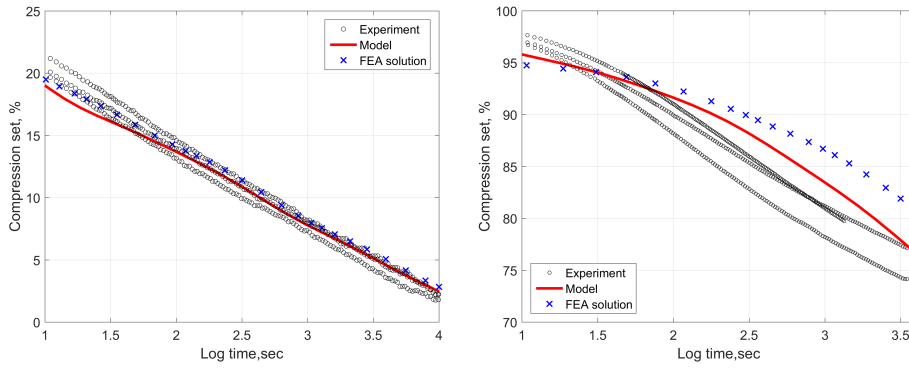 25
20
15
10
5
0
Compression set, %
1
1.5
2
2.5
3
3.5
4
Log time,sec
Experiment
Model
FEA solution
100
95
90
85
80
75
70
Compression set, %
1
1.5
2
2.5
3
3.5
Log time,sec
Experiment
Model
FEA solution